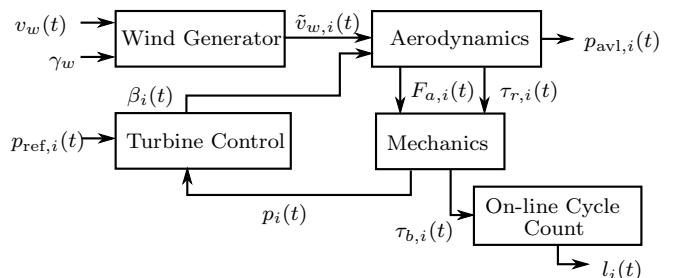 v_w(t)
γ_w
Wind Generator
ṽ_{w,i}(t)
Aerodynamics
p_{avl,i}(t)
β_i(t)
F_{a,i}(t)
τ_{r,i}(t)
p_{ref,i}(t)
Turbine Control
Mechanics
p_i(t)
τ_{b,i}(t)
On-line Cycle
Count
l_i(t)